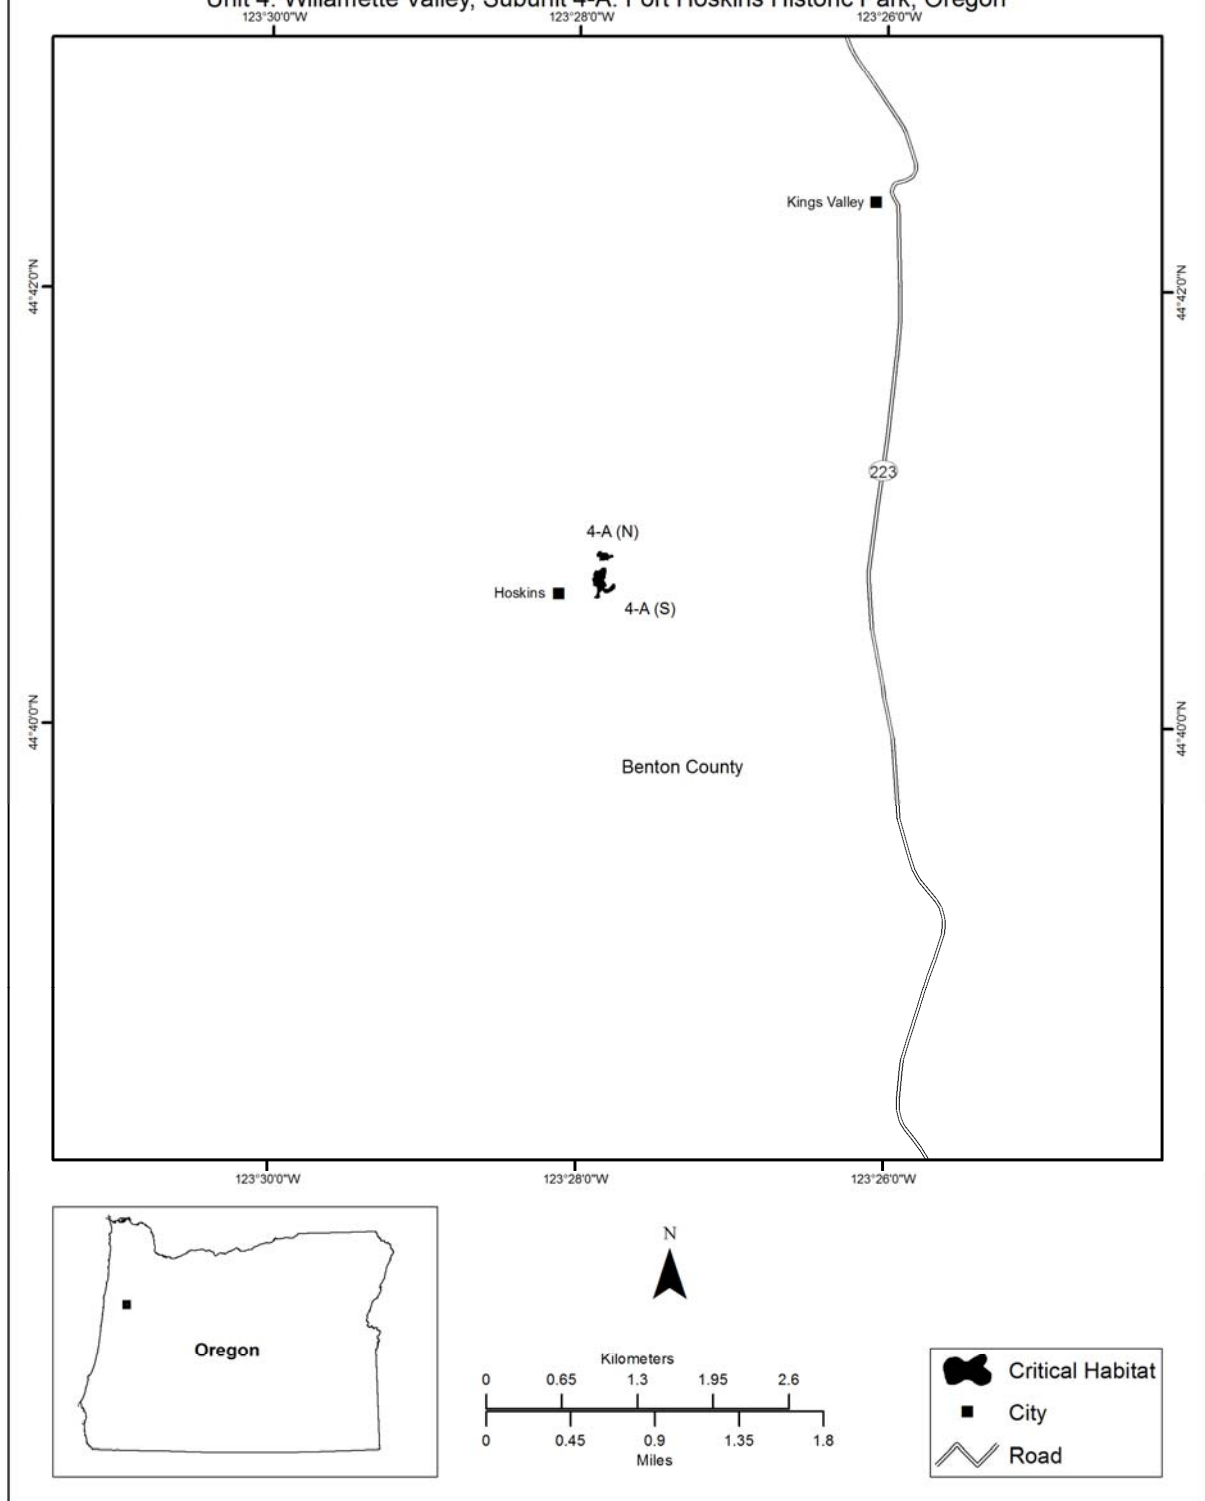 Unit 4: Willamette Valley, Subunit 4-A: Fort Hoskins Historic Park, Oregon
123°30'0"W 123°28'0"W 123°26'0"W
Kings Valley
44°42'0"N 44°42'0"N
223
4-A (N)
Hoskins
4-A (S)
44°40'0"N 44°40'0"N
Benton County
123°30'0"W 123°28'0"W 123°26'0"W
N
Oregon
Kilometers
0 0.65 1.3 1.95 2.6
0 0.45 0.9 1.35 1.8
Miles
Critical Habitat
City
Road